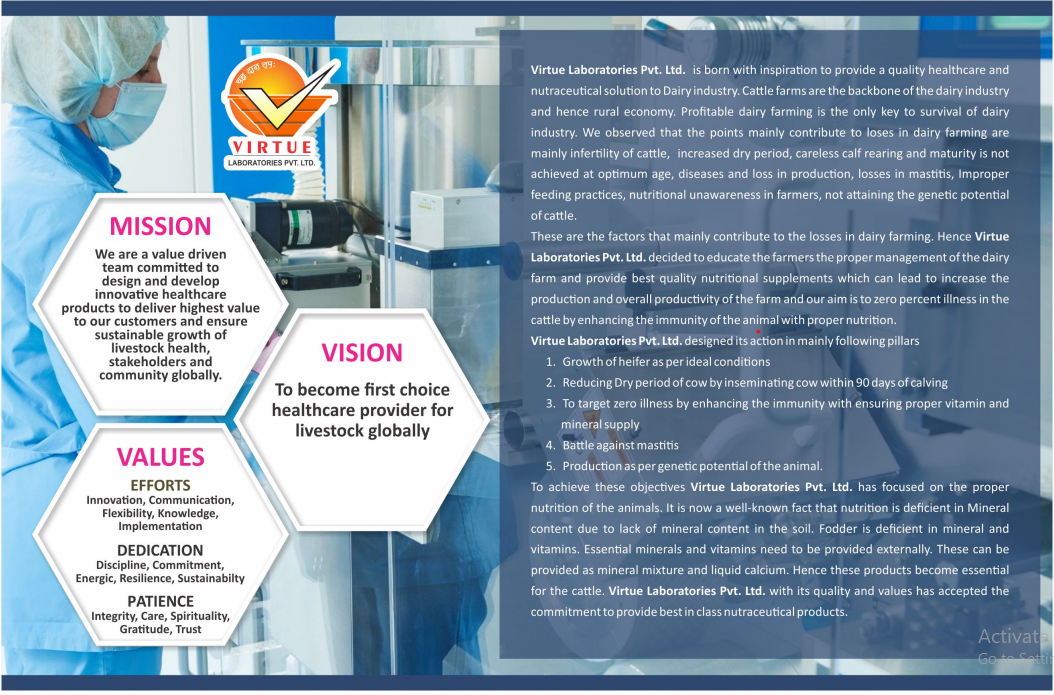 VIRTUE
LABORATORIES PVT. LTD.
MISSION
We are a value driven
team committed to
design and develop
innovative healthcare
products to deliver highest value
to our customers and ensure
sustainable growth of
livestock health,
stakeholders and
community globally.
VISION
To become first choice
healthcare provider for
livestock globally
VALUES
EFFORTS
Innovation, Communication,
Flexibility, Knowledge,
Implementation
DEDICATION
Discipline, Commitment,
Energic, Resilience, Sustainabilty
PATIENCE
Integrity, Care, Spirituality,
Gratitude, Trust
Virtue Laboratories Pvt. Ltd. is born with inspiration to provide a quality healthcare and
nutraceutical solution to Dairy industry. Cattle farms are the backbone of the dairy industry
and hence rural economy. Profitable dairy farming is the only key to survival of dairy
industry. We observed that the points mainly contribute to loses in dairy farming are
mainly infertility of cattle, increased dry period, careless calf rearing and maturity is not
achieved at optimum age, diseases and loss in production, losses in mastitis, Improper
feeding practices, nutritional unawareness in farmers, not attaining the genetic potential
of cattle.
These are the factors that mainly contribute to the losses in dairy farming. Hence Virtue
Laboratories Pvt. Ltd. decided to educate the farmers the proper management of the dairy
farm and provide best quality nutritional supplements which can lead to increase the
production and overall productivity of the farm and our aim is to zero percent illness in the
cattle by enhancing the immunity of the animal with proper nutrition.
Virtue Laboratories Pvt. Ltd. designed its action in mainly following pillars
1. Growth of heifer as per ideal conditions
2. Reducing Dry period of cow by inseminating cow within 90 days of calving
3. To target zero illness by enhancing the immunity with ensuring proper vitamin and
mineral supply
4. Battle against mastitis
5. Production as per genetic potential of the animal.
To achieve these objectives Virtue Laboratories Pvt. Ltd. has focused on the proper
nutrition of the animals. It is now a well-known fact that nutrition is deficient in Mineral
content due to lack of mineral content in the soil. Fodder is deficient in mineral and
vitamins. Essential minerals and vitamins need to be provided externally. These can be
provided as mineral mixture and liquid calcium. Hence these products become essential
for the cattle. Virtue Laboratories Pvt. Ltd. with its quality and values has accepted the
commitment to provide best in class nutraceutical products.
Activate
Go to Settin